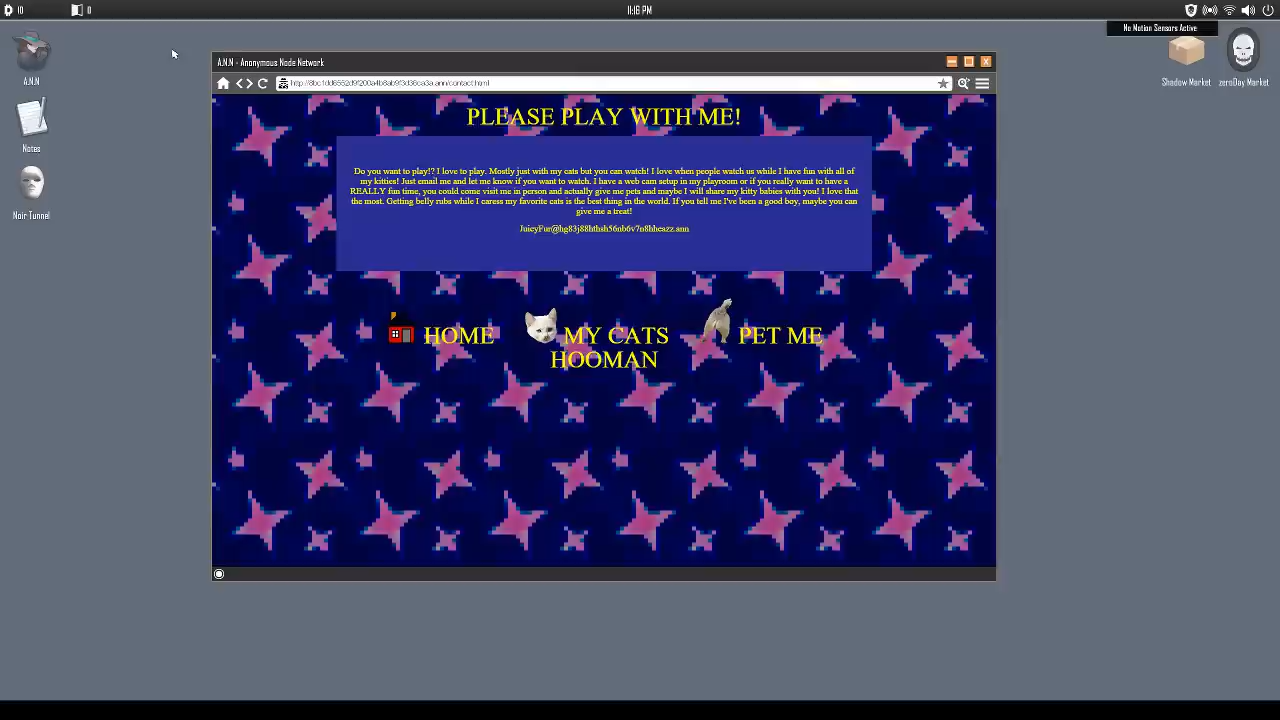 10
0
11:16 PM
No Motion Sensors Active
A.N.N
Notes
Noir Tunnel
Shadow Market
zeroDay Market
A.N.N - Anonymous Node Network
PLEASE PLAY WITH ME!
Do you want to play!? I love to play. Mostly just with my cats but you can watch! I love when people watch us while I have fun with all of
my kitties! Just email me and let me know if you want to watch. I have a web cam setup in my playroom or if you really want to have a
REALLY fun time, you could come visit me in person and actually give me pets and maybe I will share my kitty babies with you! I love that
the most. Getting belly rubs while I caress my favorite cats is the best thing in the world. If you tell me I've been a good boy, maybe you can
give me a treat!
JuicyFur@hg83j88hthsh56nb6v7n8hheazz.ann
HOME
MY CATS
PET ME
HOOMAN